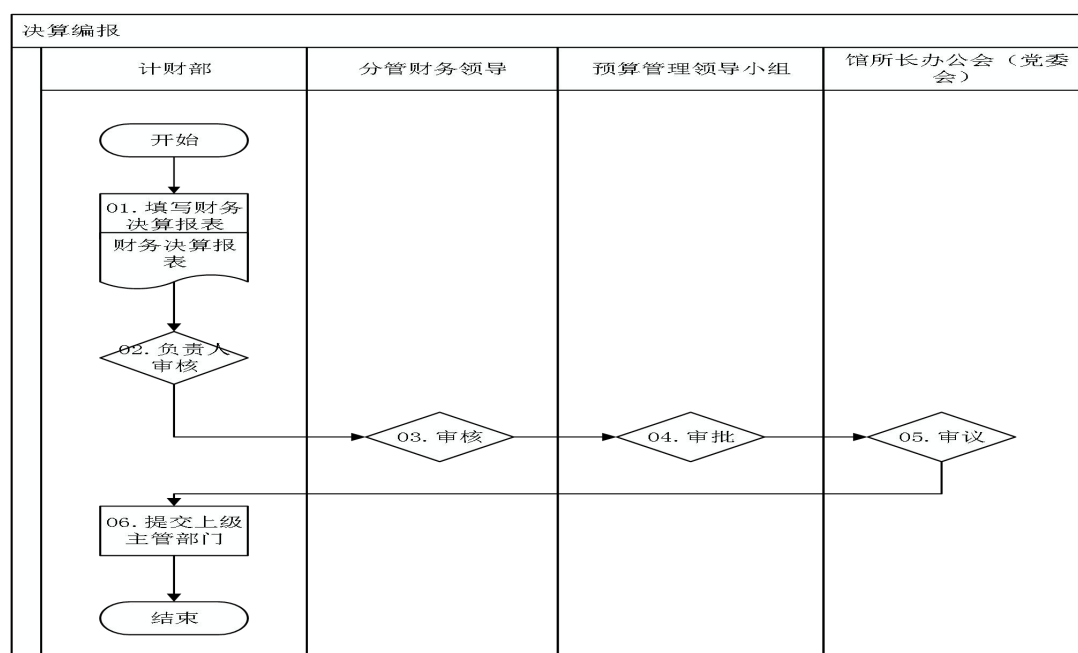 决算编报
计财部
分管财务领导
预算管理领导小组
馆所长办公会（党委
会）
开始
01.填写财务
决算报表
财务决算报
表
02.负责人
审核
03.审核
04.审批
05.审议
06.提交上级
主管部门
结束